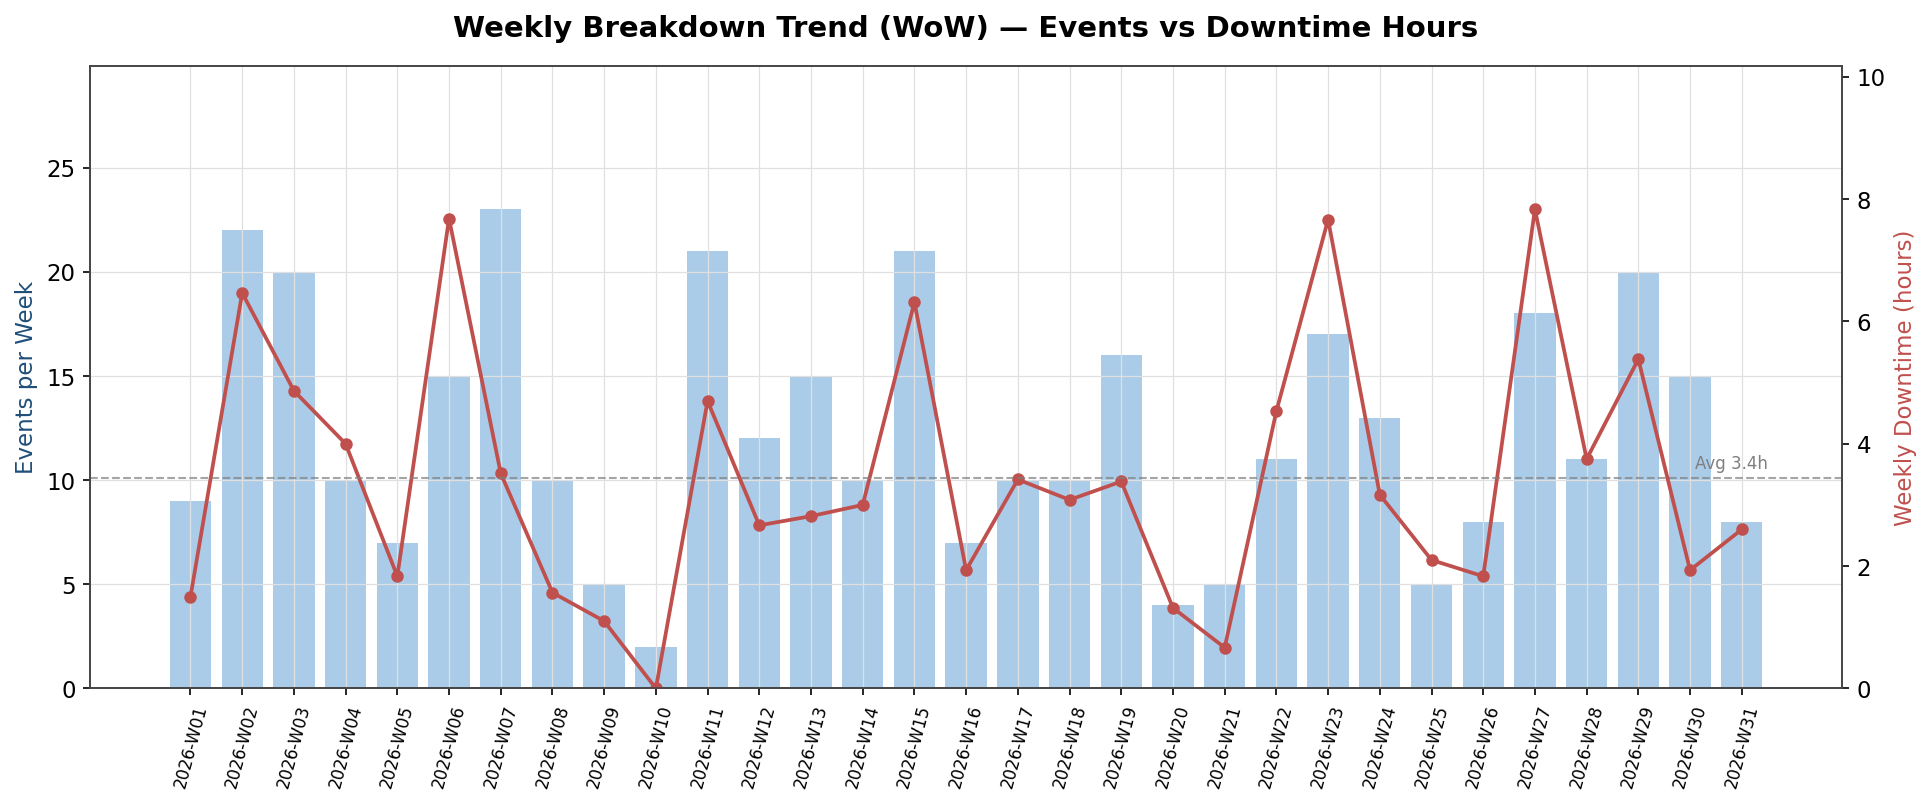 Weekly Breakdown Trend (WoW) — Events vs Downtime Hours
Events per Week
25
20
15
10
5
0
10
8
6
4
2
0
Weekly Downtime (hours)
Avg 3.4h
2026-W01
2026-W02
2026-W03
2026-W04
2026-W05
2026-W06
2026-W07
2026-W08
2026-W09
2026-W10
2026-W11
2026-W12
2026-W13
2026-W14
2026-W15
2026-W16
2026-W17
2026-W18
2026-W19
2026-W20
2026-W21
2026-W22
2026-W23
2026-W24
2026-W25
2026-W26
2026-W27
2026-W28
2026-W29
2026-W30
2026-W31